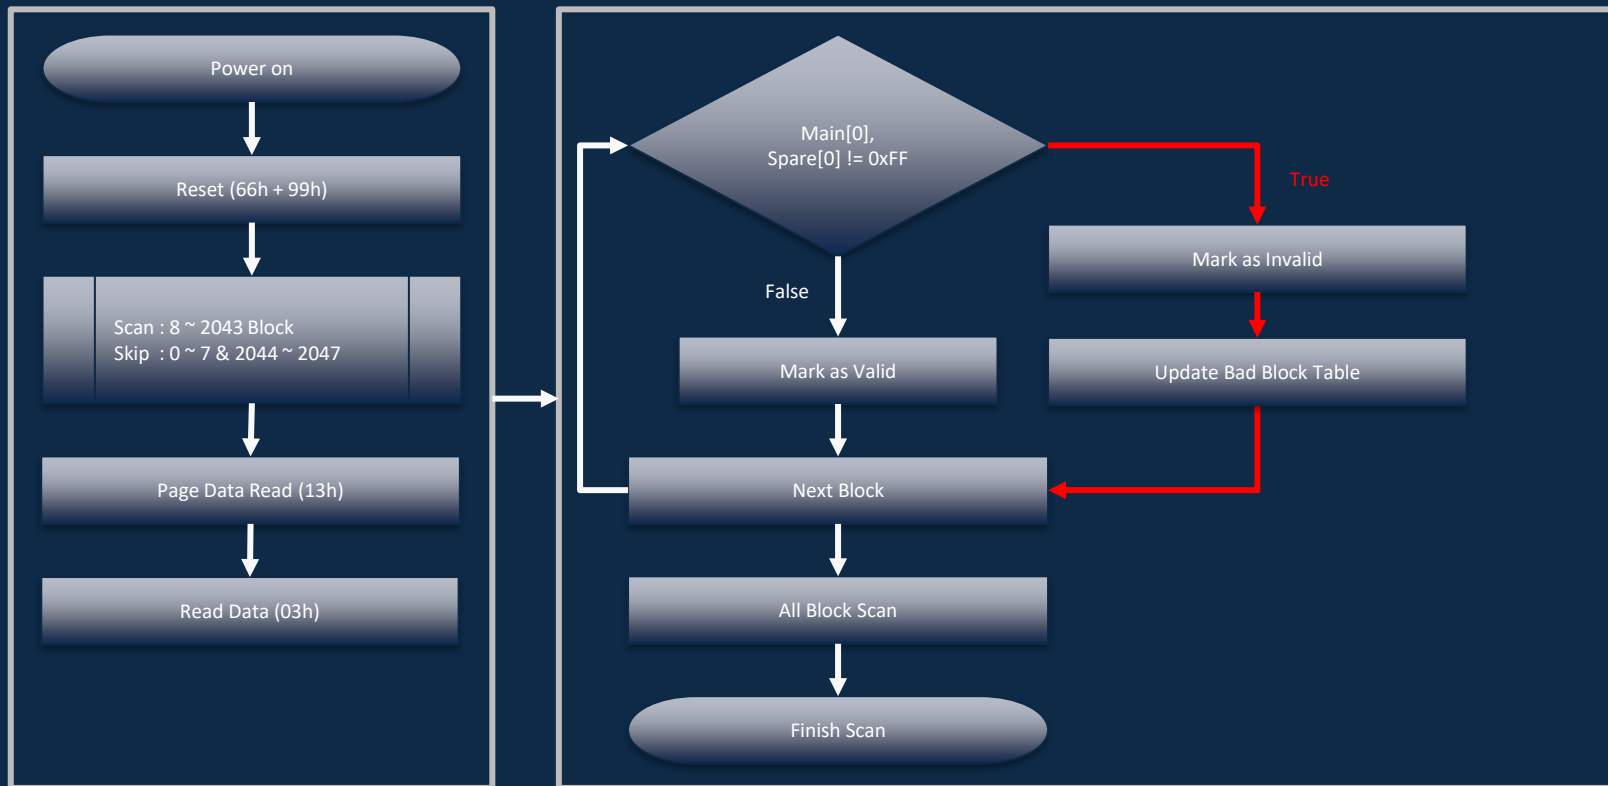 Power on
Reset (66h + 99h)
Scan : 8 ~ 2043 Block
Skip  : 0 ~ 7 & 2044 ~ 2047
Page Data Read (13h)
Read Data (03h)
Main[0],
Spare[0] != 0xFF
True
False
Mark as Invalid
Mark as Valid
Update Bad Block Table
Next Block
All Block Scan
Finish Scan